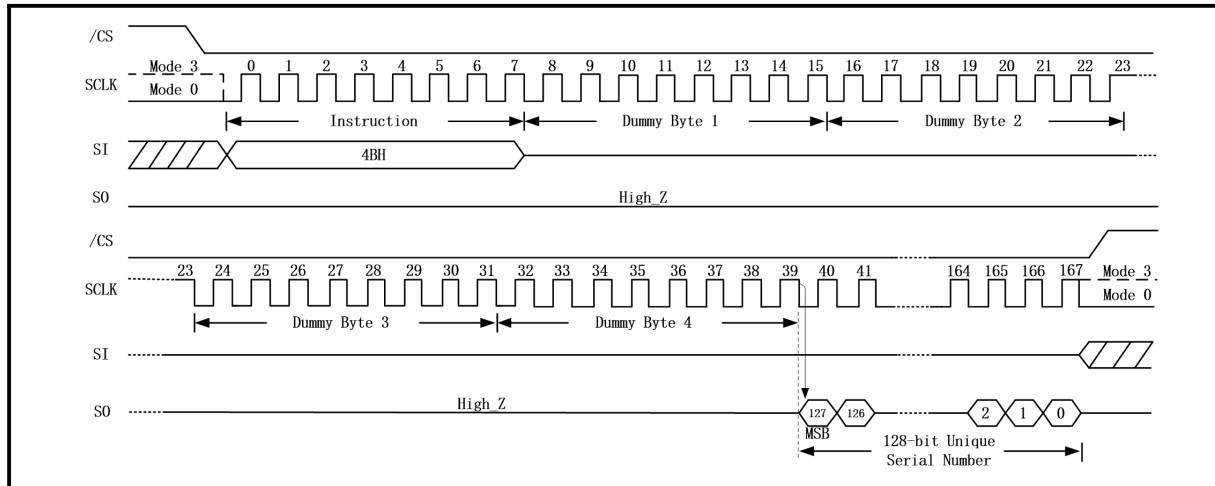 /CS
Mode 3
0 1 2 3 4 5 6 7 8 9 10 11 12 13 14 15 16 17 18 19 20 21 22 23
SCLK
Mode 0
Instruction Dummy Byte 1 Dummy Byte 2
SI
4BH
SO
High_Z
/CS
23 24 25 26 27 28 29 30 31 32 33 34 35 36 37 38 39 40 41 164 165 166 167 Mode 3
SCLK
Mode 0
Dummy Byte 3 Dummy Byte 4
SI
SO
High_Z
127 126 2 1 0
MSB
128-bit Unique
Serial Number